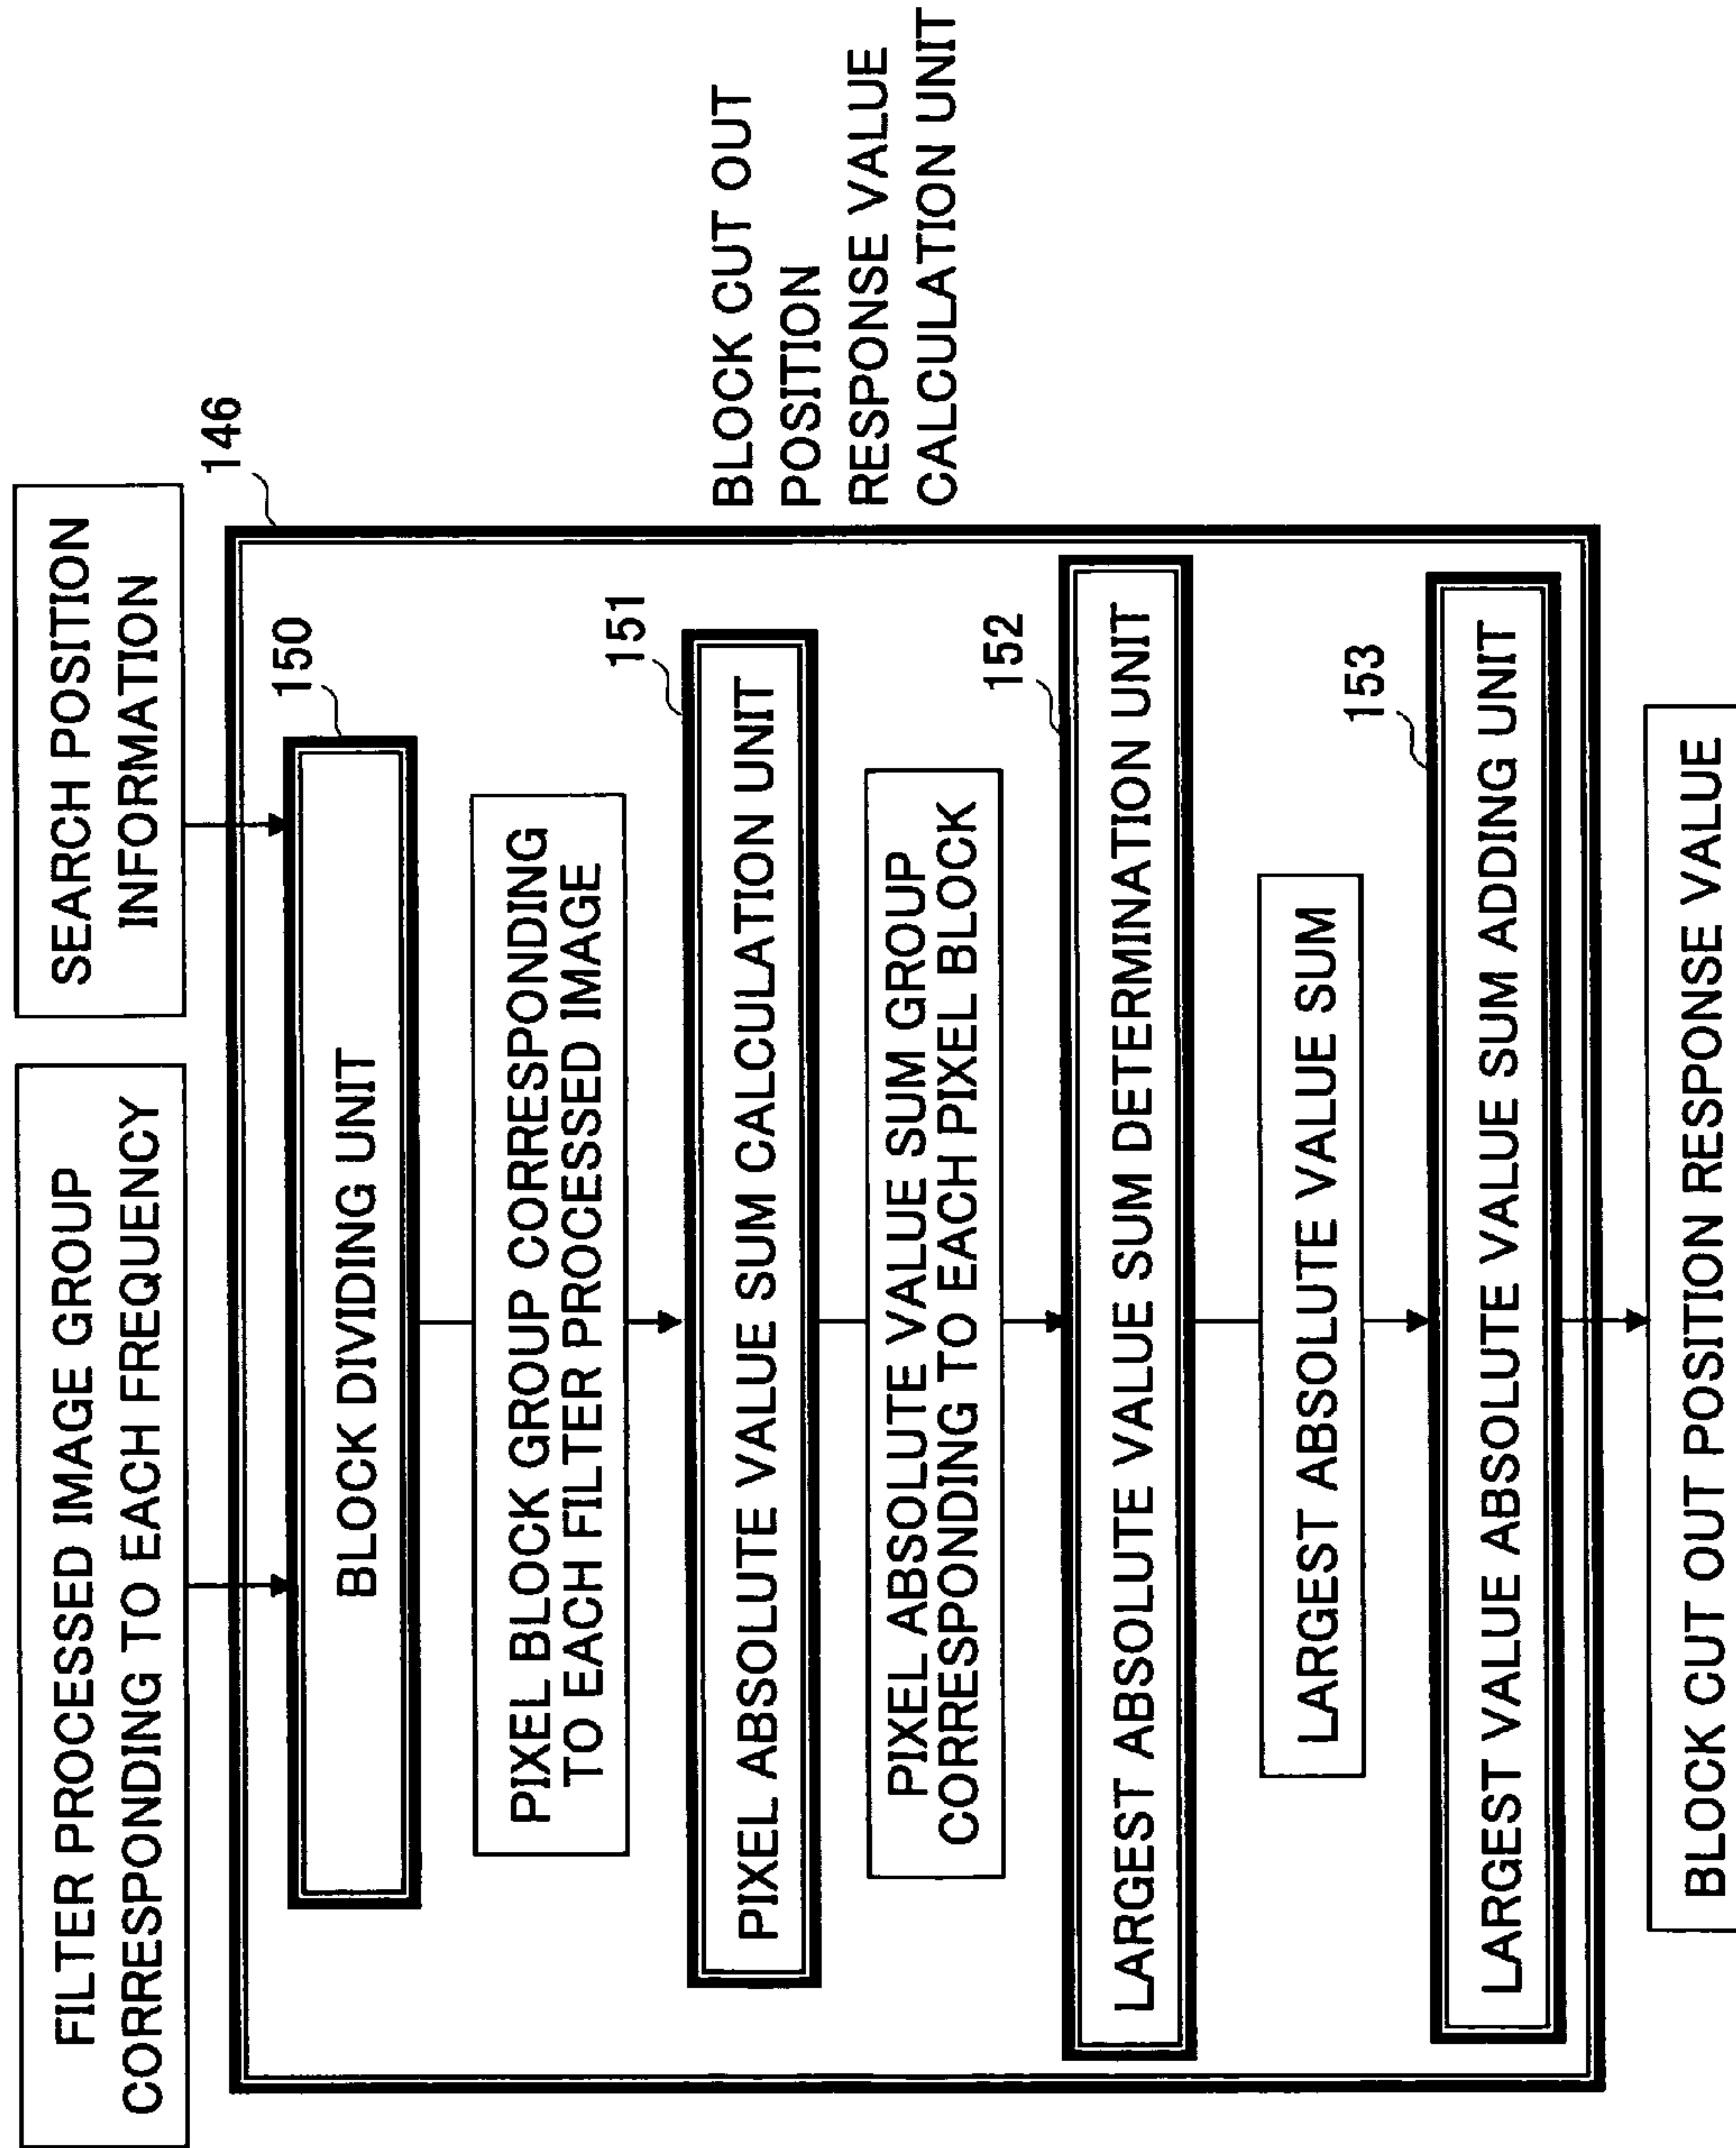 FILTER PROCESSED IMAGE GROUP
CORRESPONDING TO EACH FREQUENCY
SEARCH POSITION
INFORMATION
146
150
BLOCK DIVIDING UNIT
PIXEL BLOCK GROUP CORRESPONDING
TO EACH FILTER PROCESSED IMAGE
151
PIXEL ABSOLUTE VALUE SUM CALCULATION UNIT
PIXEL ABSOLUTE VALUE SUM GROUP
CORRESPONDING TO EACH PIXEL BLOCK
152
LARGEST ABSOLUTE VALUE SUM DETERMINATION UNIT
LARGEST ABSOLUTE VALUE SUM
153
LARGEST VALUE ABSOLUTE VALUE SUM ADDING UNIT
BLOCK CUT OUT POSITION RESPONSE VALUE
BLOCK CUT OUT
POSITION
RESPONSE VALUE
CALCULATION UNIT